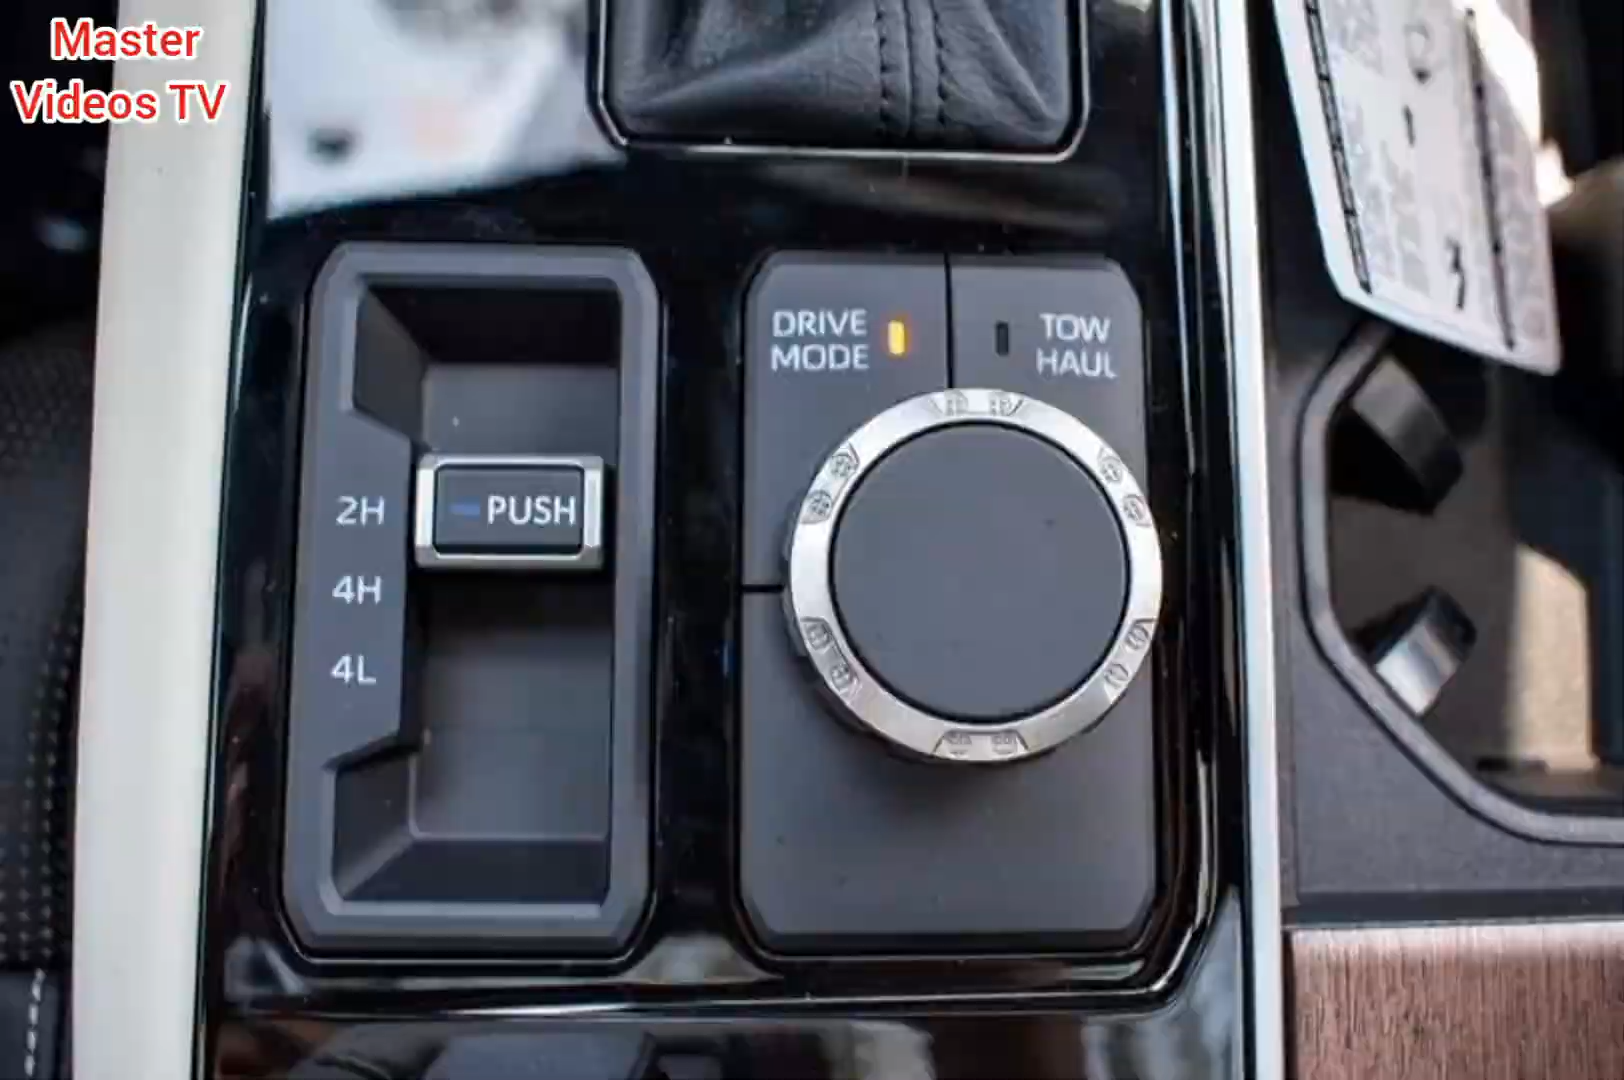 Master
Videos TV
DRIVE
MODE
TOW
HAUL
2H
PUSH
4H
4L